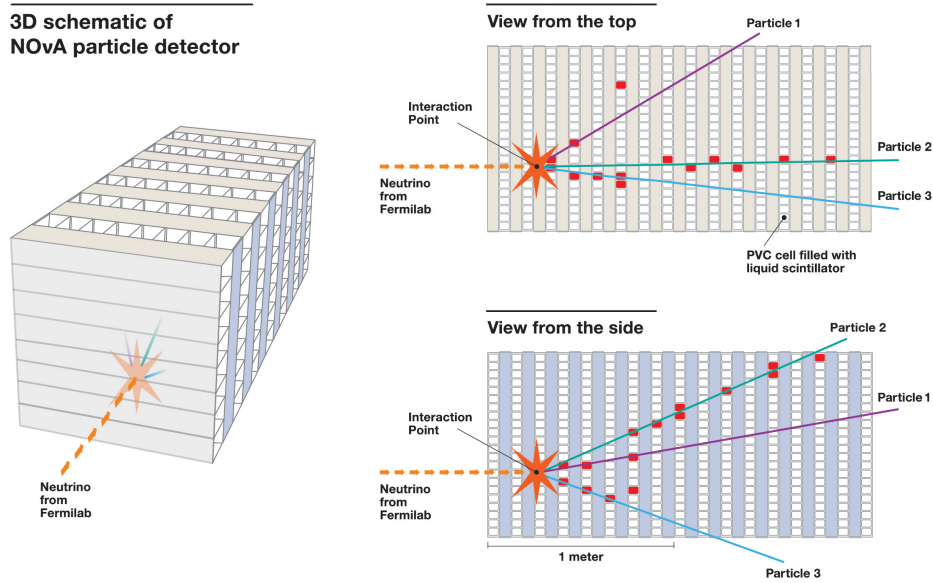 3D schematic of
NOνA particle detector
Neutrino
from
Fermilab
View from the top
Particle 1
Interaction
Point
Particle 2
Neutrino
from
Fermilab
Particle 3
PVC cell filled with
liquid scintillator
View from the side
Particle 2
Particle 1
Interaction
Point
Neutrino
from
Fermilab
1 meter
Particle 3